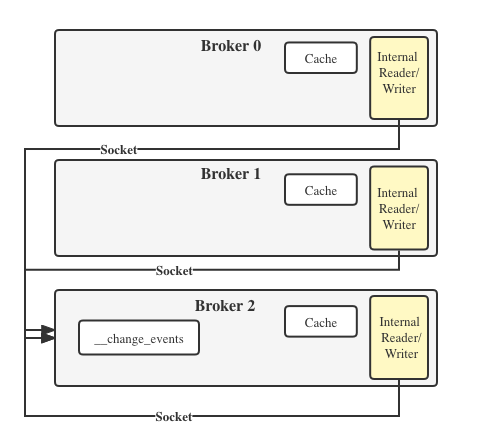 Broker 0
Cache
Internal
Reader/
Writer
Socket
Broker 1
Cache
Internal
Reader/
Writer
Socket
Broker 2
__change_events
Cache
Internal
Reader/
Writer
Socket